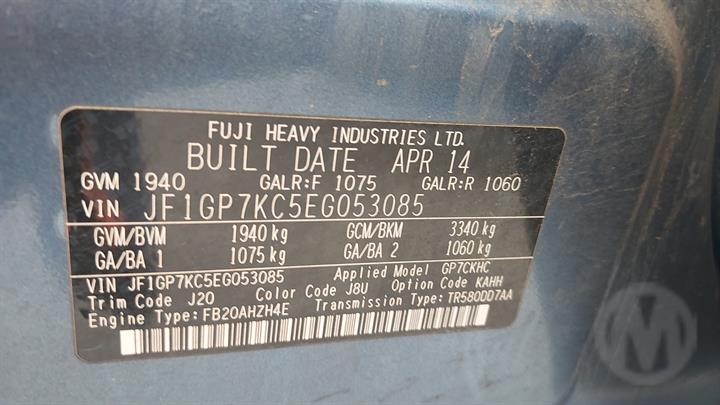 FUJI HEAVY INDUSTRIES LTD.
BUILT DATE APR 14
GVM 1940 GALR:F 1075 GALR:R 1060
VIN JF1GP7KC5EG053085
GVM/BVM 1940 kg GCM/BKM 3340 kg
GA/BA 1 1075 kg GA/BA 2 1060 kg
VIN JF1GP7KC5EG053085 Applied Model GP7CKHC
Trim Code J20 Color Code J8U Option Code KAHH
Engine Type:FB20AHZH4E Transmission Type:TR580DD7AA
M